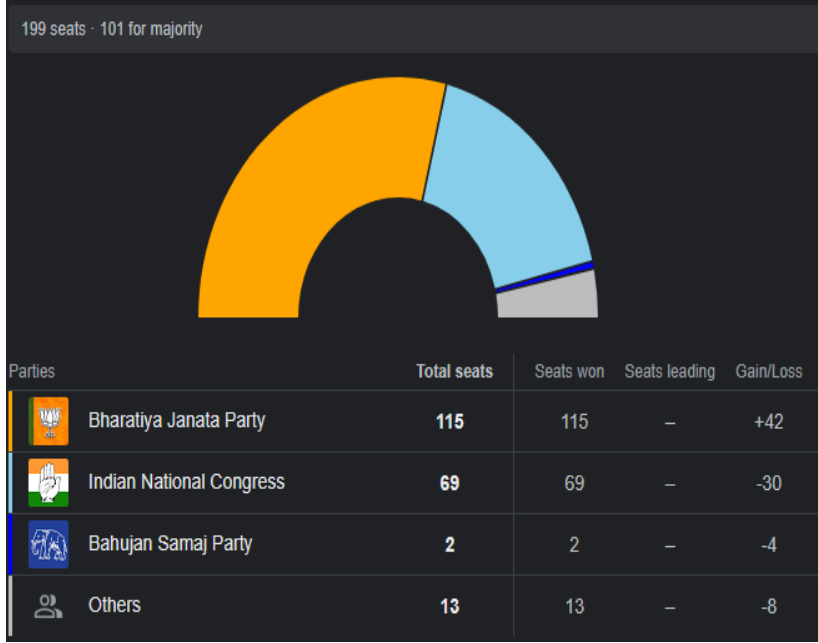 199 seats · 101 for majority
Parties Total seats Seats won Seats leading Gain/Loss
Bharatiya Janata Party 115 115 – +42
Indian National Congress 69 69 – -30
Bahujan Samaj Party 2 2 – -4
Others 13 13 – -8